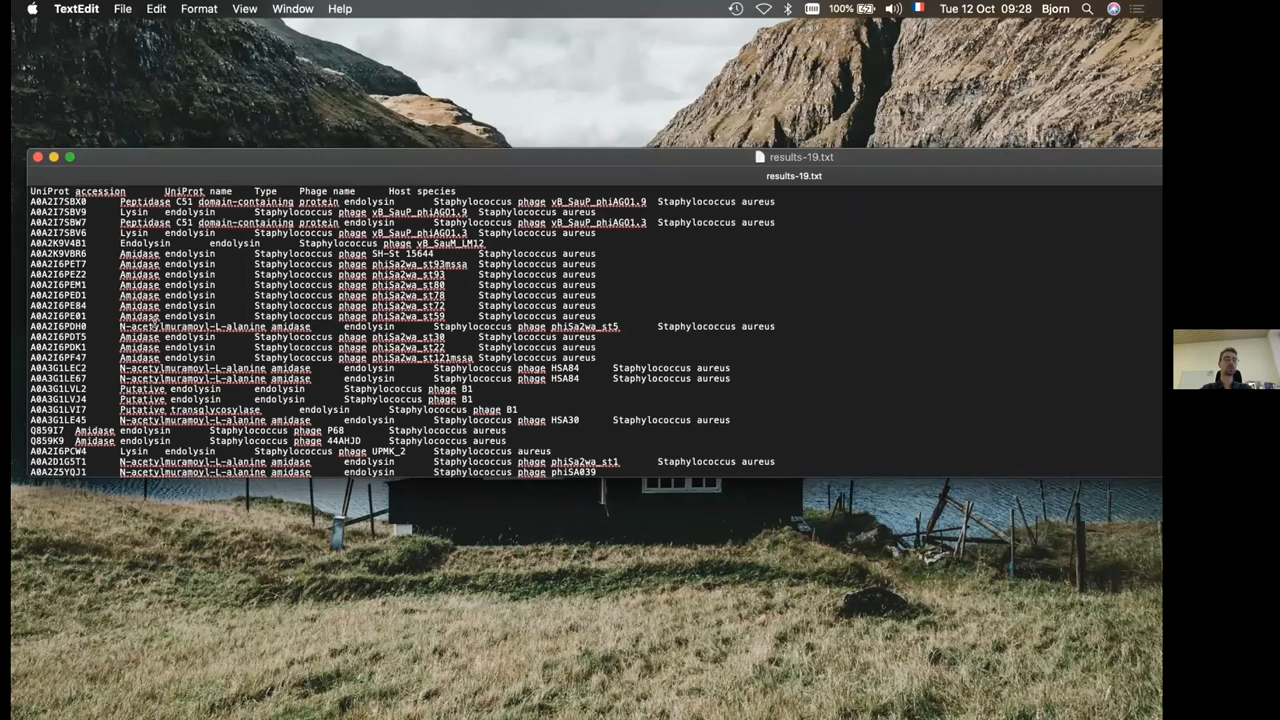 TextEdit File Edit Format View Window Help 100% Tue 12 Oct 09:28 Bjorn
results-19.txt
results-19.txt
UniProt accession UniProt name Type Phage name Host species
A0A2I7SBX0 Peptidase C51 domain-containing protein endolysin Staphylococcus phage vB_SauP_phiAGO1.9 Staphylococcus aureus
A0A2I7SBV9 Lysin endolysin Staphylococcus phage vB_SauP_phiAGO1.9 Staphylococcus aureus
A0A2I7SBW7 Peptidase C51 domain-containing protein endolysin Staphylococcus phage vB_SauP_phiAGO1.3 Staphylococcus aureus
A0A2I7SBV6 Lysin endolysin Staphylococcus phage vB_SauP_phiAGO1.3 Staphylococcus aureus
A0A2K9V4B1 Endolysin endolysin Staphylococcus phage vB_SauM_LM12
A0A2K9VBR6 Amidase endolysin Staphylococcus phage SH-St 15644 Staphylococcus aureus
A0A2I6PET7 Amidase endolysin Staphylococcus phage phiSa2wa_st93mssa Staphylococcus aureus
A0A2I6PEZ2 Amidase endolysin Staphylococcus phage phiSa2wa_st93 Staphylococcus aureus
A0A2I6PEM1 Amidase endolysin Staphylococcus phage phiSa2wa_st80 Staphylococcus aureus
A0A2I6PED1 Amidase endolysin Staphylococcus phage phiSa2wa_st78 Staphylococcus aureus
A0A2I6PE84 Amidase endolysin Staphylococcus phage phiSa2wa_st72 Staphylococcus aureus
A0A2I6PE01 Amidase endolysin Staphylococcus phage phiSa2wa_st59 Staphylococcus aureus
A0A2I6PDH0 N-acetylmuramoyl-L-alanine amidase endolysin Staphylococcus phage phiSa2wa_st5 Staphylococcus aureus
A0A2I6PDT5 Amidase endolysin Staphylococcus phage phiSa2wa_st30 Staphylococcus aureus
A0A2I6PDK1 Amidase endolysin Staphylococcus phage phiSa2wa_st22 Staphylococcus aureus
A0A2I6PF47 Amidase endolysin Staphylococcus phage phiSa2wa_st121mssa Staphylococcus aureus
A0A3G1LEC2 N-acetylmuramoyl-L-alanine amidase endolysin Staphylococcus phage HSA84 Staphylococcus aureus
A0A3G1LE67 N-acetylmuramoyl-L-alanine amidase endolysin Staphylococcus phage HSA84 Staphylococcus aureus
A0A3G1LVL2 Putative endolysin endolysin Staphylococcus phage B1
A0A3G1LVJ4 Putative endolysin endolysin Staphylococcus phage B1
A0A3G1LVI7 Putative transglycosylase endolysin Staphylococcus phage B1
A0A3G1LE45 N-acetylmuramoyl-L-alanine amidase endolysin Staphylococcus phage HSA30 Staphylococcus aureus
Q859I7 Amidase endolysin Staphylococcus phage P68
Q859K9 Amidase endolysin Staphylococcus phage 44AHJD Staphylococcus aureus
A0A2I6PCW4 Lysin endolysin Staphylococcus phage UPMK_2 Staphylococcus aureus
A0A2D1G5T1 N-acetylmuramoyl-L-alanine amidase endolysin Staphylococcus phage phiSa2wa_st1 Staphylococcus aureus
A0A2Z5YQJ1 N-acetylmuramoyl-L-alanine amidase endolysin Staphylococcus phage phiSA039